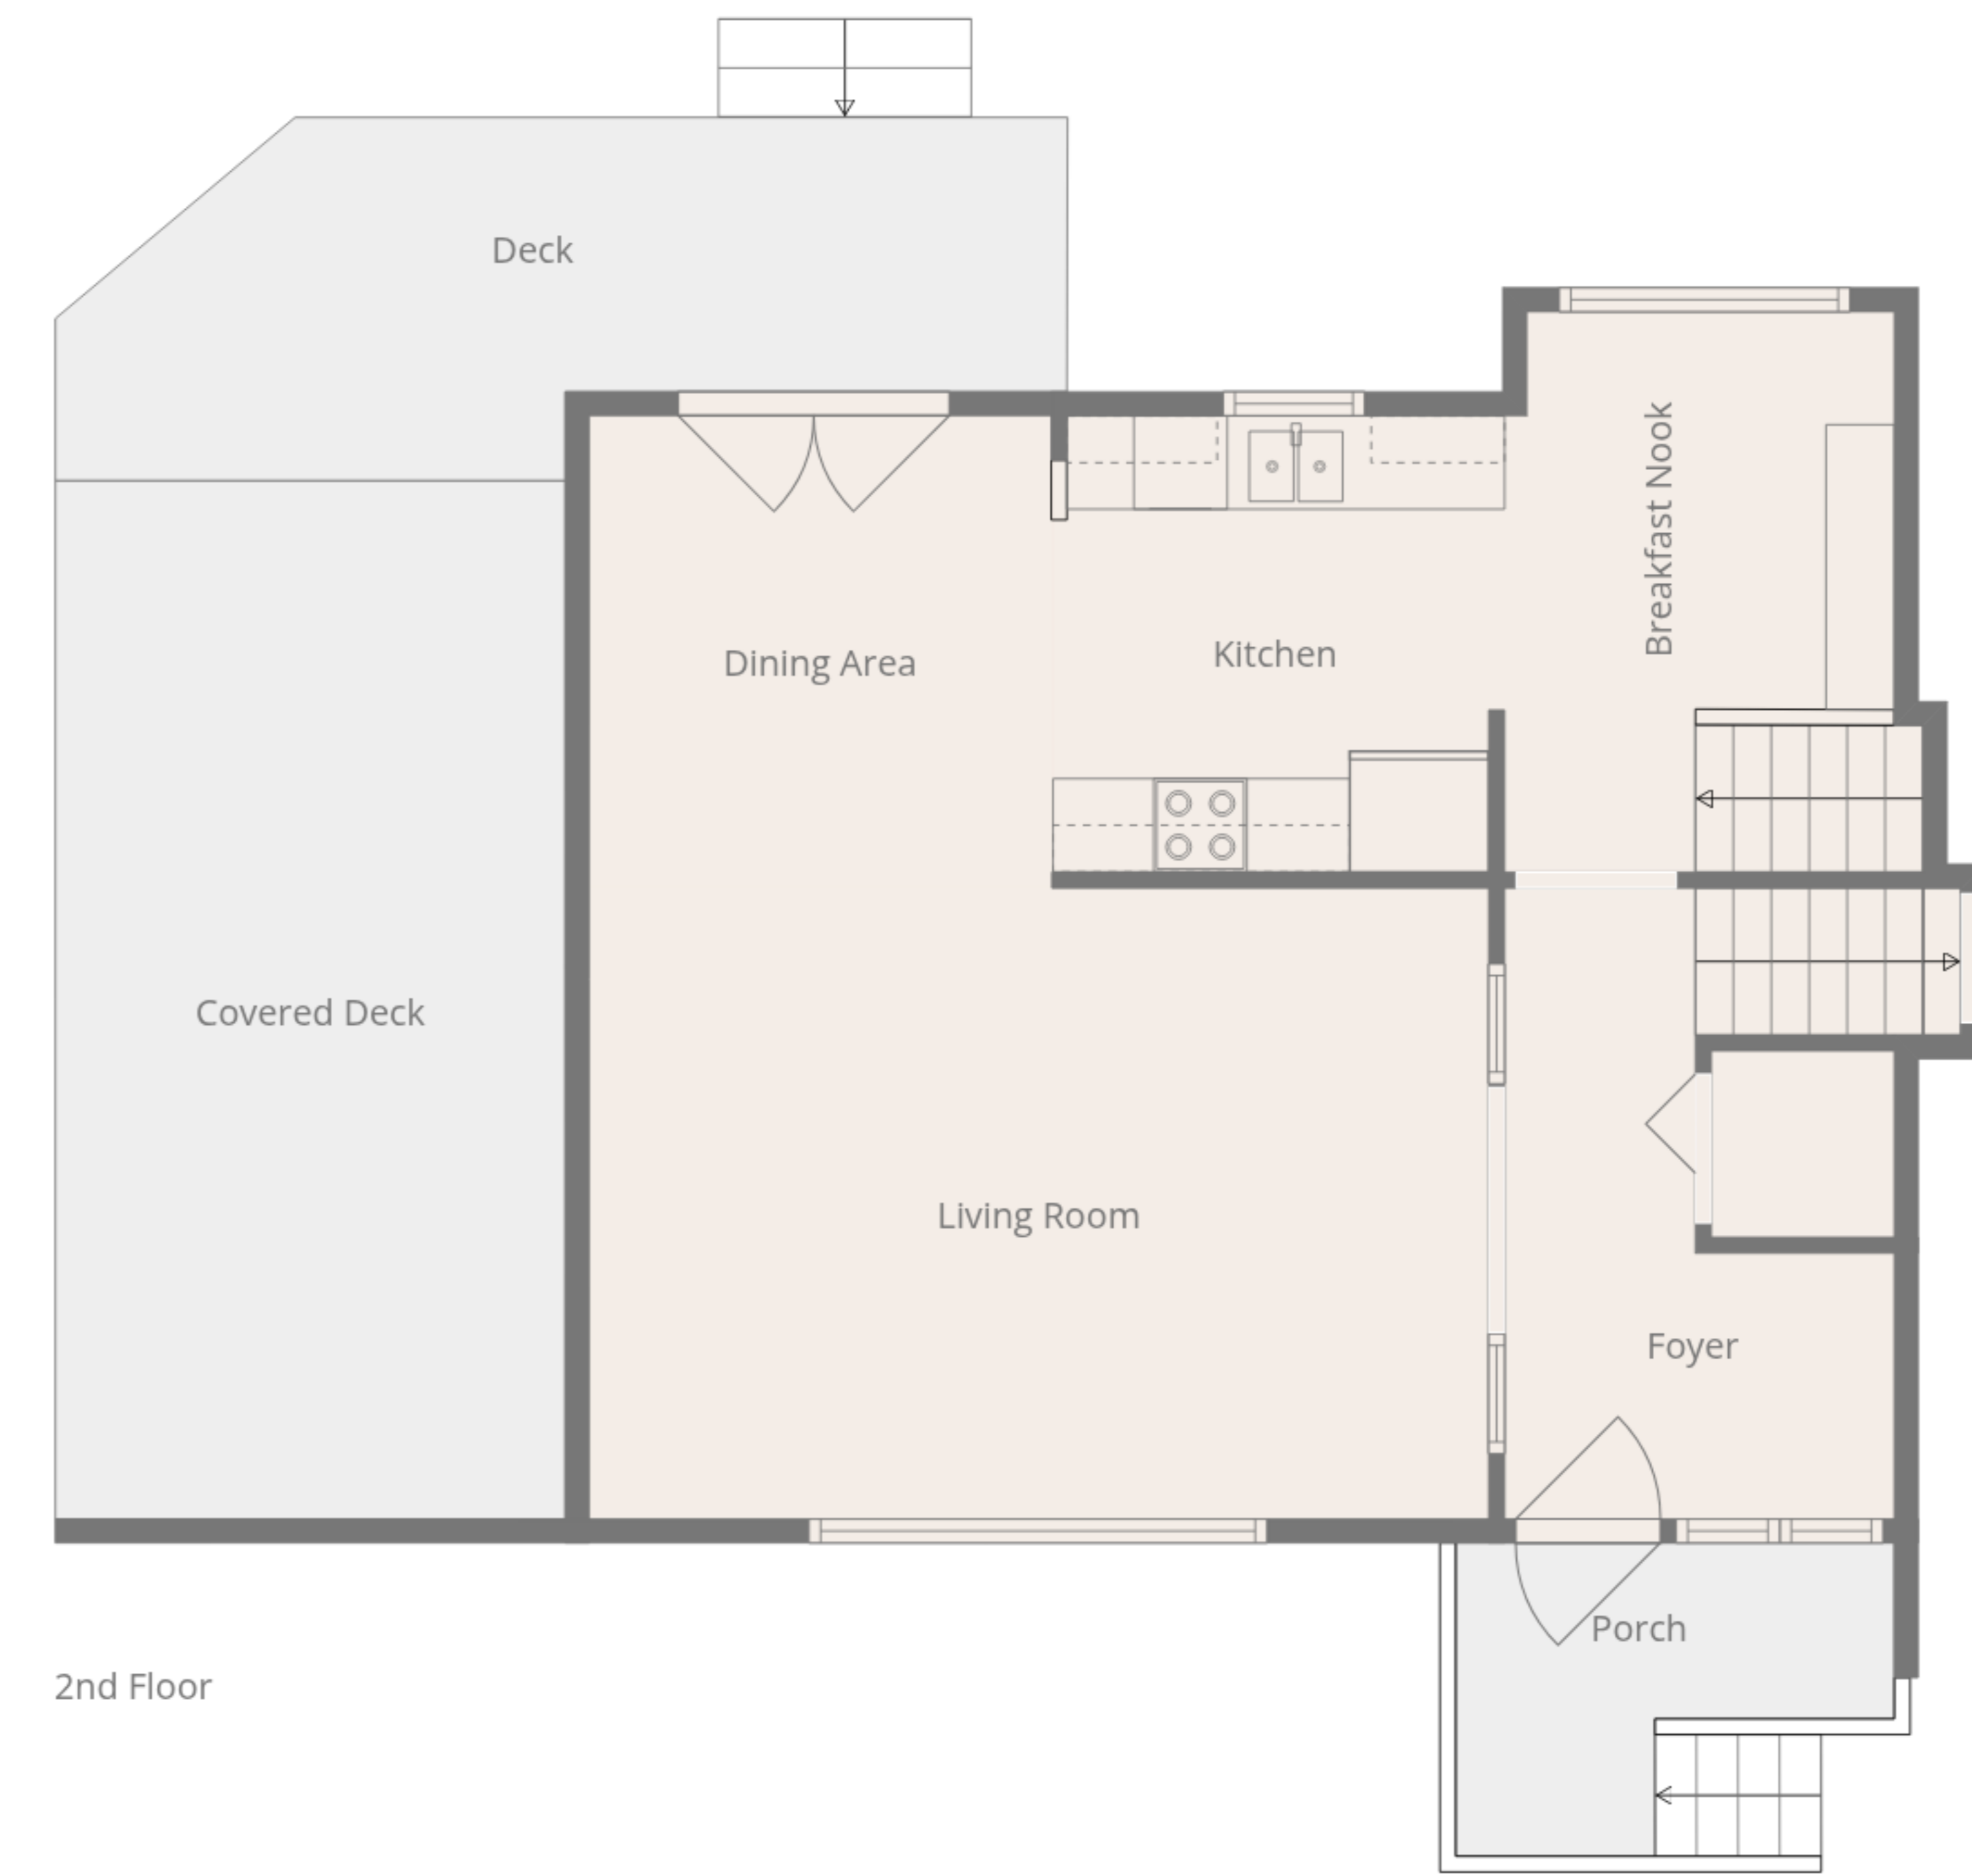 Deck
Breakfast Nook
Dining Area
Kitchen
Covered Deck
Living Room
Foyer
Porch
2nd Floor